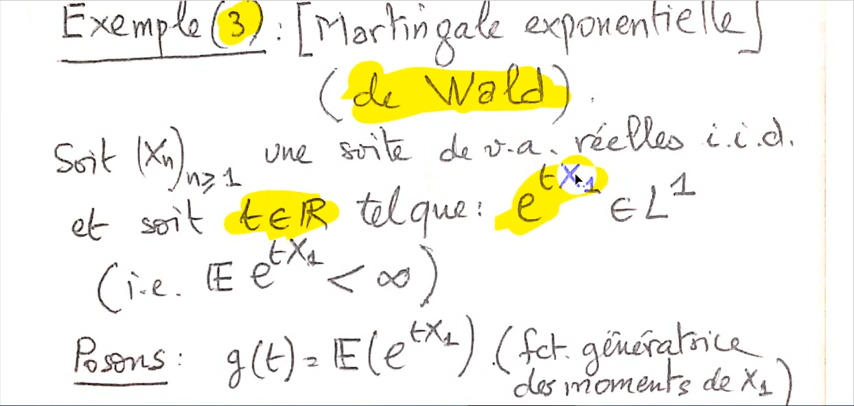 Exemple (3) : [Martingale exponentielle]
(de Wald).
Soit (Xn)n≥1 une suite de v.a. réelles i.i.d.
et soit t∈ℝ tel que : e^{tX1} ∈ L^1
(i.e. 𝔼 e^{tX1} < ∞)
Posons : g(t) = 𝔼(e^{tX1}). (fct. génératrice
des moments de X1)